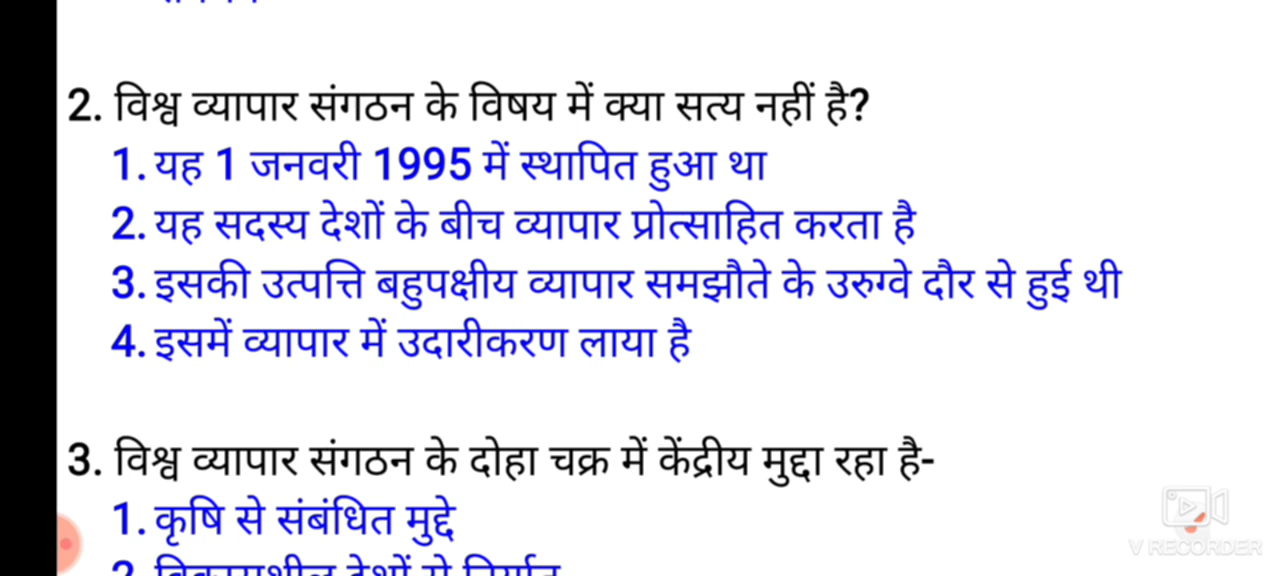 2. विश्व व्यापार संगठन के विषय में क्या सत्य नहीं है?
1. यह 1 जनवरी 1995 में स्थापित हुआ था
2. यह सदस्य देशों के बीच व्यापार प्रोत्साहित करता है
3. इसकी उत्पत्ति बहुपक्षीय व्यापार समझौते के उरुग्वे दौर से हुई थी
4. इसमें व्यापार में उदारीकरण लाया है
3. विश्व व्यापार संगठन के दोहा चक्र में केंद्रीय मुद्दा रहा है-
1. कृषि से संबंधित मुद्दे
V RECORDER